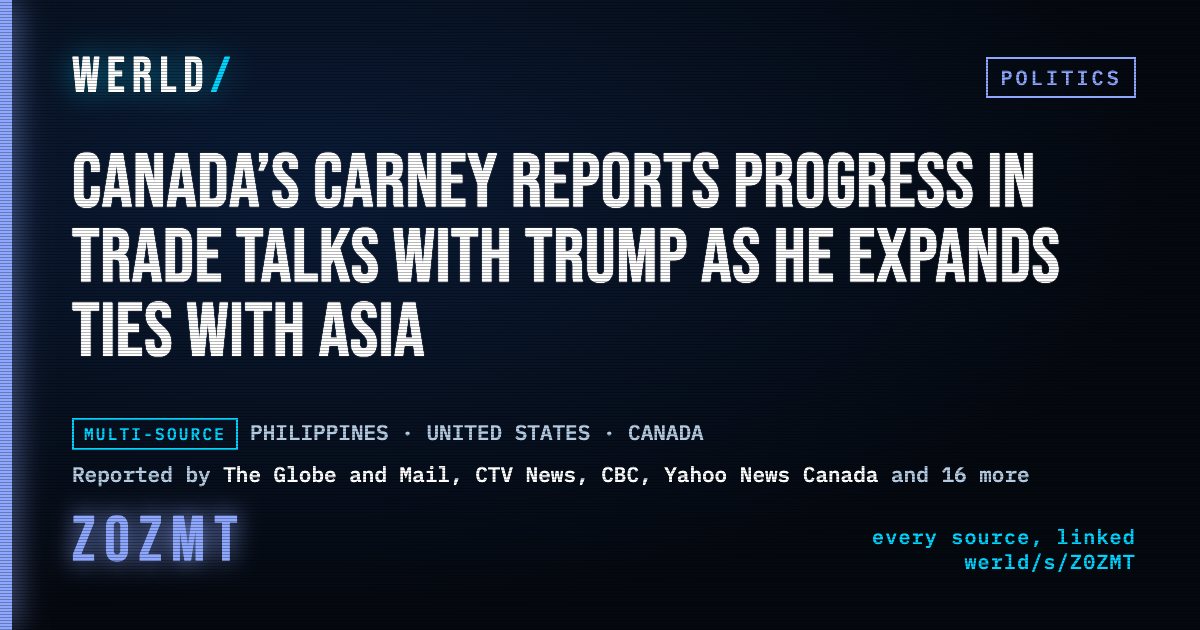 WERLD/
POLITICS
CANADA’S CARNEY REPORTS PROGRESS IN
TRADE TALKS WITH TRUMP AS HE EXPANDS
TIES WITH ASIA
MULTI-SOURCE PHILIPPINES · UNITED STATES · CANADA
Reported by The Globe and Mail, CTV News, CBC, Yahoo News Canada and 16 more
Z0ZMT
every source, linked
werld/s/Z0ZMT